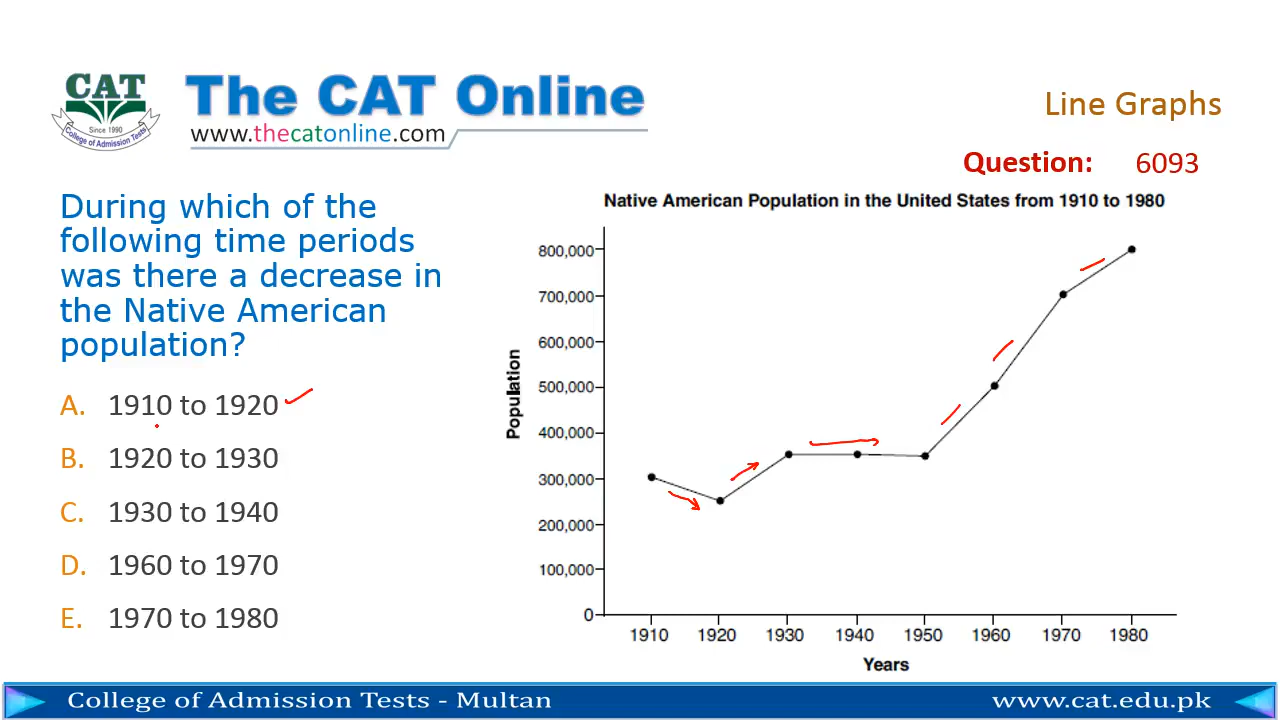 CAT
Since 1990
College of Admission Tests
The CAT Online
www.thecatonline.com
Line Graphs
Question: 6093
During which of the
following time periods
was there a decrease in
the Native American
population?
A. 1910 to 1920
B. 1920 to 1930
C. 1930 to 1940
D. 1960 to 1970
E. 1970 to 1980
Native American Population in the United States from 1910 to 1980
Population
800,000
700,000
600,000
500,000
400,000
300,000
200,000
100,000
0
1910 1920 1930 1940 1950 1960 1970 1980
Years
College of Admission Tests - Multan
www.cat.edu.pk